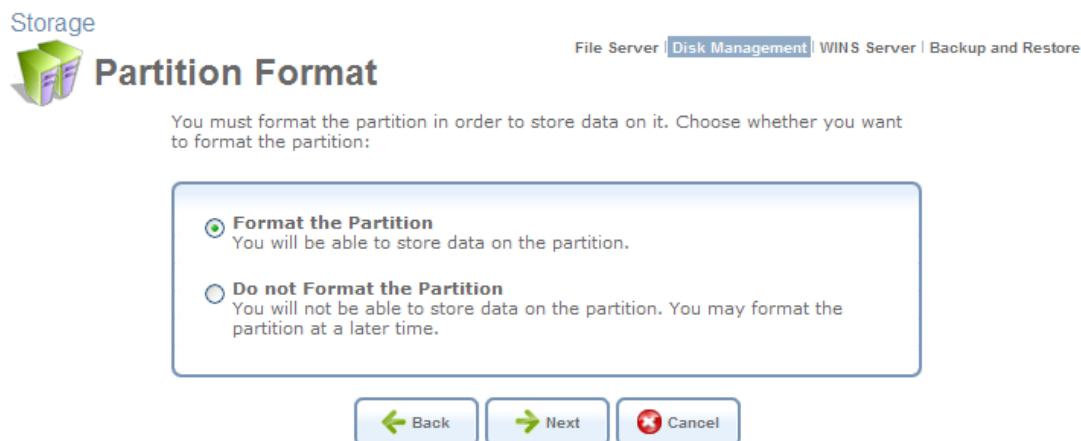 Storage
File Server | Disk Management | WINS Server | Backup and Restore
Partition Format
You must format the partition in order to store data on it. Choose whether you want
to format the partition:
Format the Partition
You will be able to store data on the partition.
Do not Format the Partition
You will not be able to store data on the partition. You may format the
partition at a later time.
Back
Next
Cancel